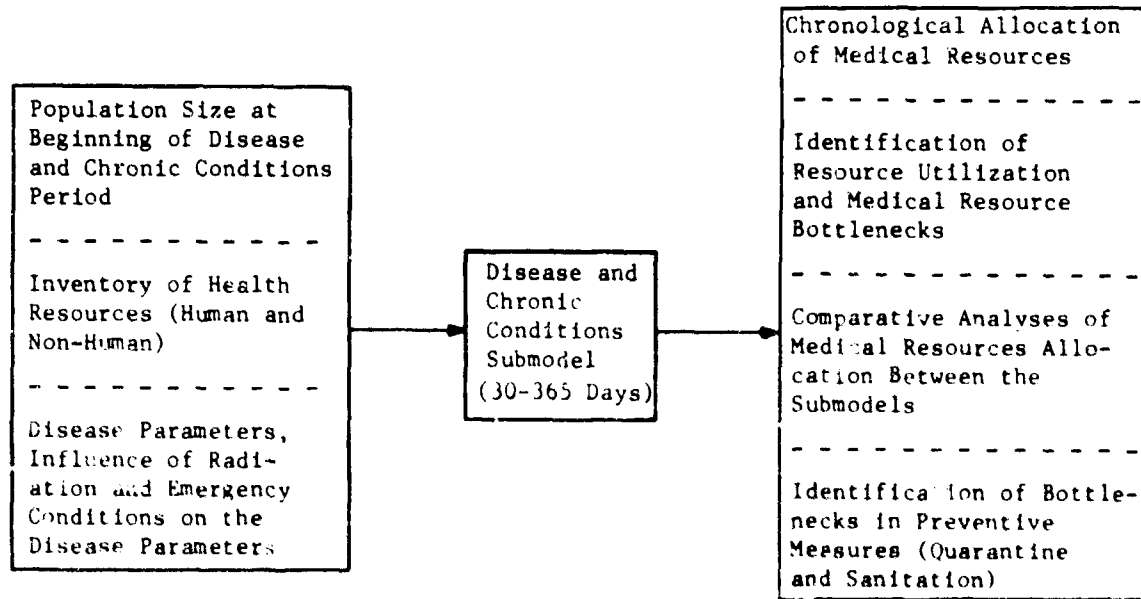 Population Size at
Beginning of Disease
and Chronic Conditions
Period
Inventory of Health
Resources (Human and
Non-Human)
Disease Parameters,
Influence of Radi-
ation and Emergency
Conditions on the
Disease Parameters
Disease and
Chronic
Conditions
Submodel
(30-365 Days)
Chronological Allocation
of Medical Resources
Identification of
Resource Utilization
and Medical Resource
Bottlenecks
Comparative Analyses of
Medical Resources Allo-
cation Between the
Submodels
Identification of Bottle-
necks in Preventive
Measures (Quarantine
and Sanitation)